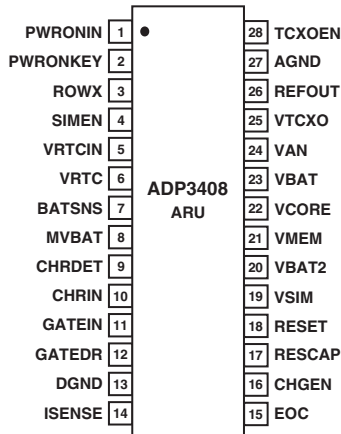 PWRONIN 1
PWRONKEY 2
ROWX 3
SIMEN 4
VRTCIN 5
VRTC 6
BATSNS 7
MVBAT 8
CHRDET 9
CHRIN 10
GATEIN 11
GATEDR 12
DGND 13
ISENSE 14
ADP3408
ARU
28 TCXOEN
27 AGND
26 REFOUT
25 VTCXO
24 VAN
23 VBAT
22 VCORE
21 VMEM
20 VBAT2
19 VSIM
18 RESET
17 RESCAP
16 CHGEN
15 EOC